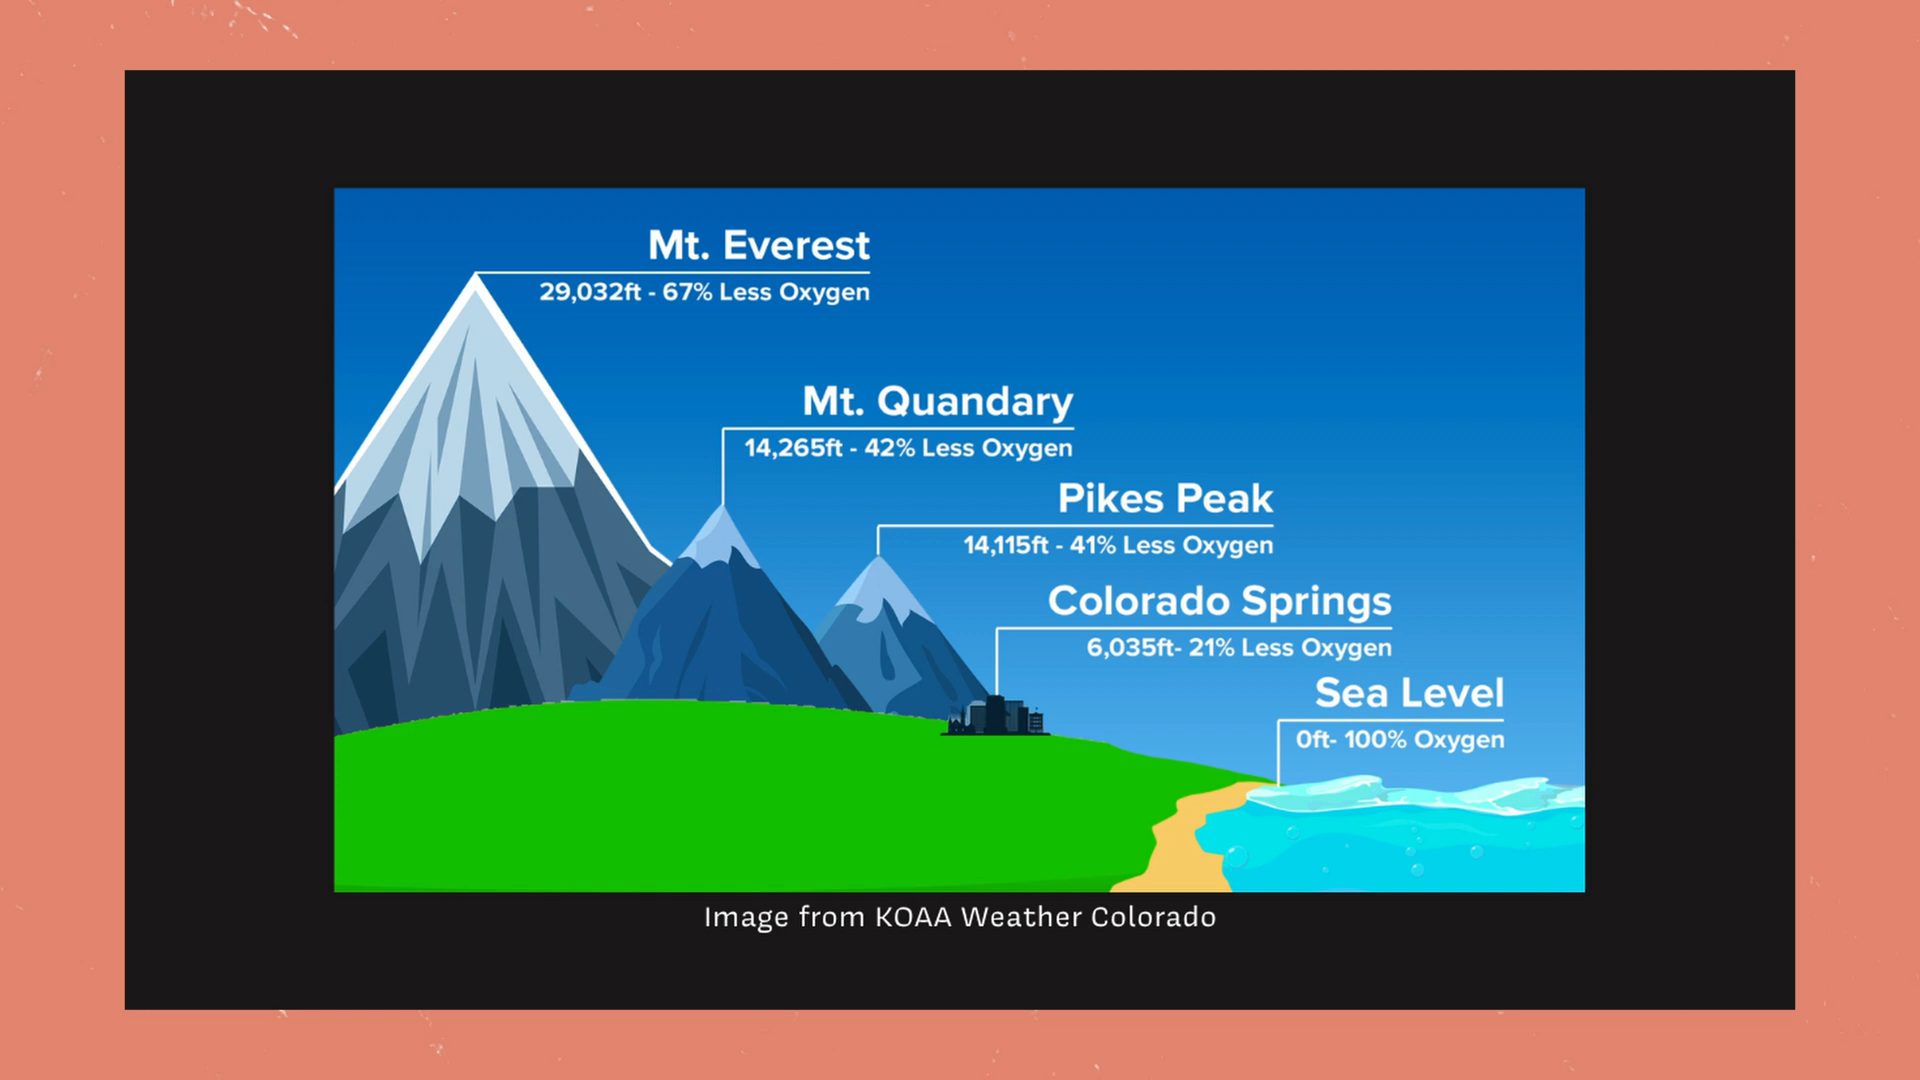 Mt. Everest
29,032ft - 67% Less Oxygen
Mt. Quandary
14,265ft - 42% Less Oxygen
Pikes Peak
14,115ft - 41% Less Oxygen
Colorado Springs
6,035ft- 21% Less Oxygen
Sea Level
0ft- 100% Oxygen
Image from KOAA Weather Colorado